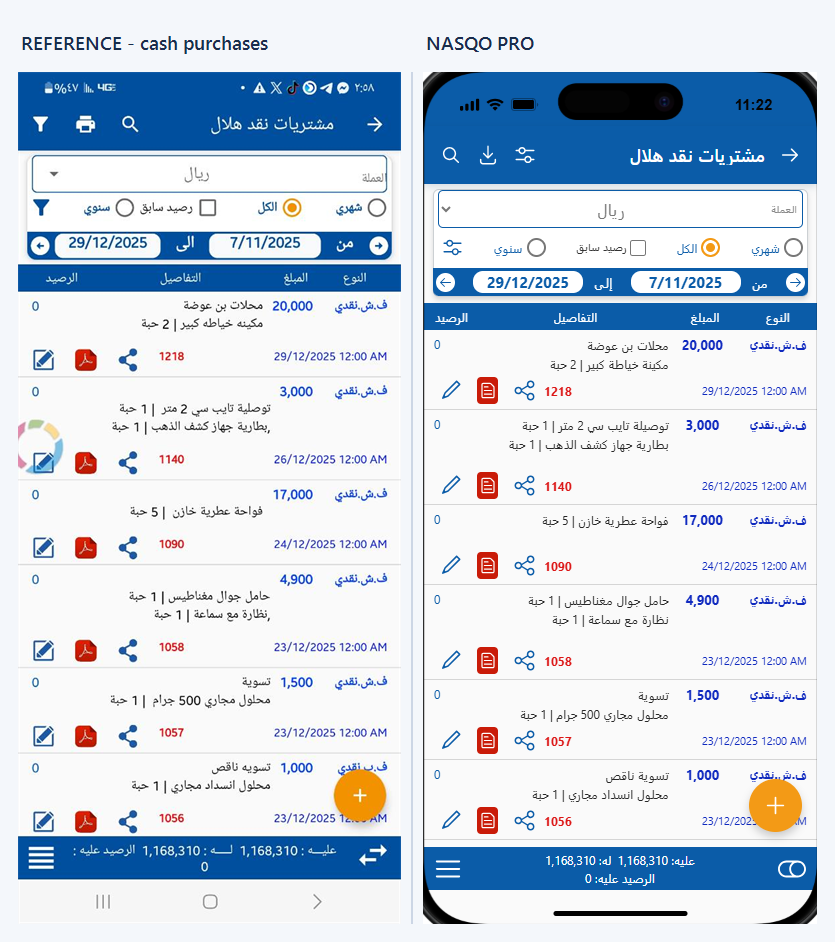 REFERENCE - cash purchases
%٤٧ 4G ٢:٥٨
مشتريات نقد هلال
العملة ريال
شهري الكل رصيد سابق سنوي
من 7/11/2025 الى 29/12/2025
النوع المبلغ التفاصيل الرصيد
ف.ش.نقدي 20,000 محلات بن عوضة 0
مكينه خياطه كبير | 2 حبة
29/12/2025 12:00 AM 1218
ف.ش.نقدي 3,000 0
توصلية تايب سي 2 متر | 1 حبة
,بطارية جهاز كشف الذهب | 1 حبة
26/12/2025 12:00 AM 1140
ف.ش.نقدي 17,000 0
فواحة عطرية خازن | 5 حبة
24/12/2025 12:00 AM 1090
ف.ش.نقدي 4,900 0
حامل جوال مغناطيس | 1 حبة
,نظارة مع سماعة | 1 حبة
23/12/2025 12:00 AM 1058
ف.ش.نقدي 1,500 تسوية 0
محلول مجاري 500 جرام | 1 حبة
23/12/2025 12:00 AM 1057
ف.ب.نقدي 1,000 تسويه ناقص 0
محلول انسداد مجاري | 1 حبة
23/12/2025 12:00 AM 1056
عليـــه : 1,168,310 لـــه : 1,168,310 الرصيد عليه :
0
NASQO PRO
11:22
مشتريات نقد هلال
العملة ريال
شهري الكل رصيد سابق سنوي
من 7/11/2025 إلى 29/12/2025
النوع المبلغ التفاصيل الرصيد
ف.ش.نقدي 20,000 محلات بن عوضة 0
مكينة خياطة كبير | 2 حبة
29/12/2025 12:00 AM 1218
ف.ش.نقدي 3,000 توصيلة تايب سي 2 متر | 1 حبة 0
بطارية جهاز كشف الذهب | 1 حبة
26/12/2025 12:00 AM 1140
ف.ش.نقدي 17,000 فواحة عطرية خازن | 5 حبة 0
24/12/2025 12:00 AM 1090
ف.ش.نقدي 4,900 حامل جوال مغناطيس | 1 حبة 0
نظارة مع سماعة | 1 حبة
23/12/2025 12:00 AM 1058
ف.ش.نقدي 1,500 تسوية 0
محلول مجاري 500 جرام | 1 حبة
23/12/2025 12:00 AM 1057
ف.ش.نقدي 1,000 تسوية ناقص 0
محلول انسداد مجاري | 1 حبة
23/12/202 AM 1056
عليه: 1,168,310 له: 1,168,310
الرصيد عليه: 0